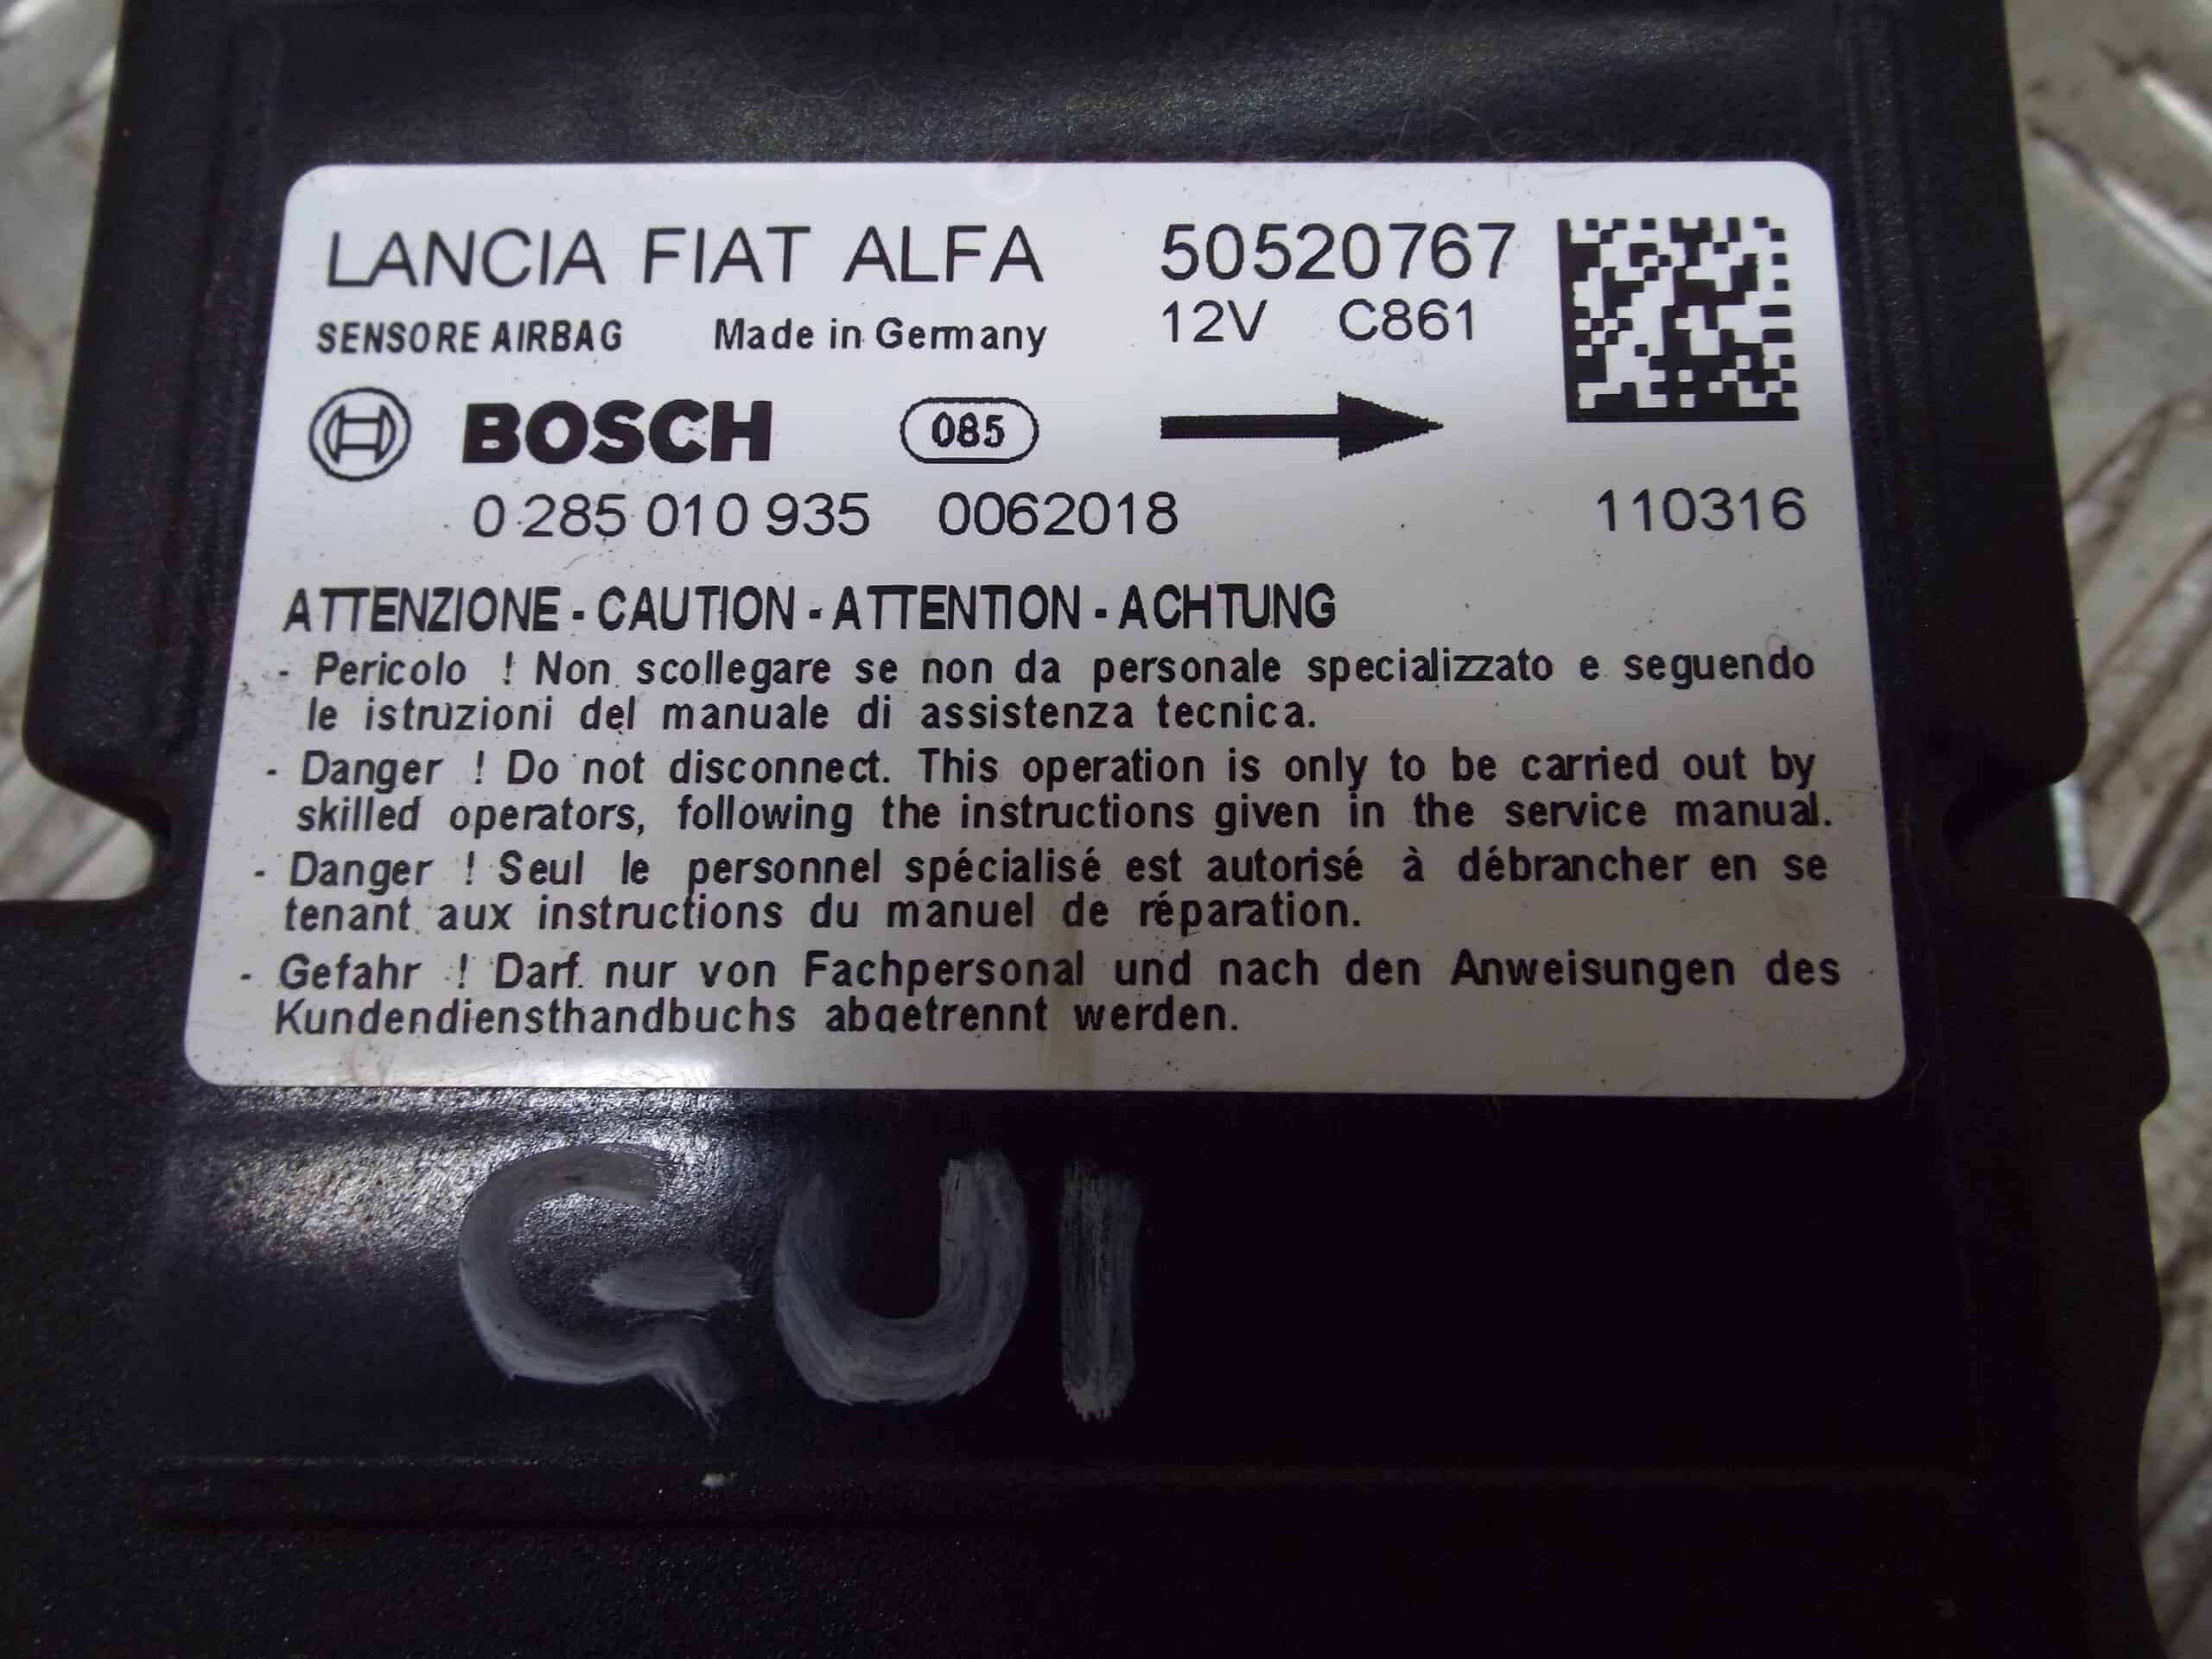 LANCIA FIAT ALFA 50520767
SENSORE AIRBAG Made in Germany 12V C861
BOSCH 085
0 285 010 935 0062018 110316
ATTENZIONE - CAUTION - ATTENTION - ACHTUNG
- Pericolo ! Non scollegare se non da personale specializzato e seguendo
le istruzioni del manuale di assistenza tecnica.
- Danger ! Do not disconnect. This operation is only to be carried out by
skilled operators, following the instructions given in the service manual.
- Danger ! Seul le personnel spécialisé est autorisé à débrancher en se
tenant aux instructions du manuel de réparation.
- Gefahr ! Darf nur von Fachpersonal und nach den Anweisungen des
Kundendiensthandbuchs abgetrennt werden.
GUI